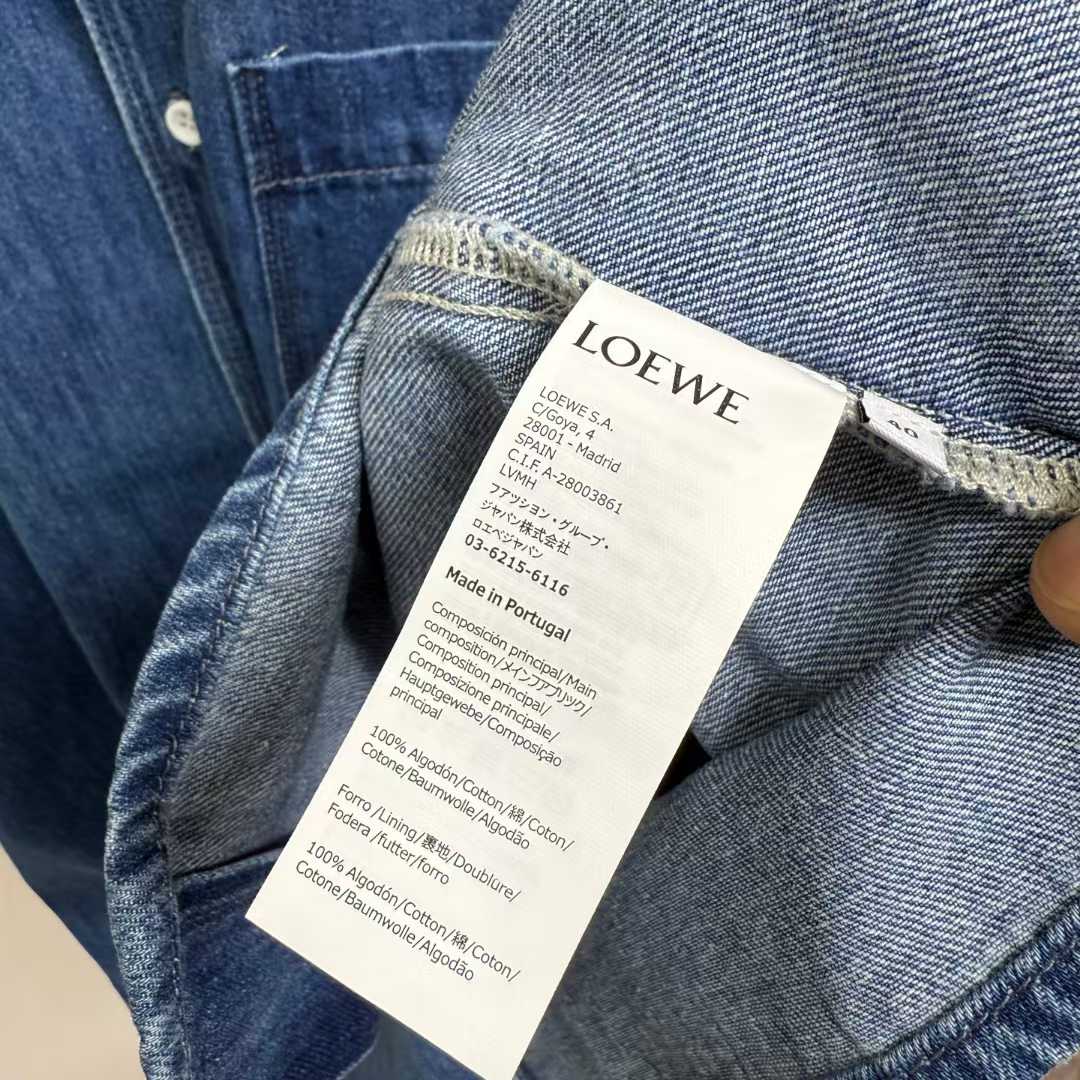 LOEWE
40
LOEWE S.A.
C/Goya, 4
28001 - Madrid
SPAIN
C.I.F. A-28003861
LVMH
ファッション・グループ・
ジャパン株式会社
ロエベジャパン
03-6215-6116
Made in Portugal
Composición principal/Main
composition/メインファブリック/
Composition principal/
Composizione principale/
Hauptgewebe/Composição
principal
100% Algodón/Cotton/綿/Coton/
Cotone/Baumwolle/Algodão
Forro /Lining/裏地/Doublure/
Fodera /futter/forro
100% Algodón/Cotton/綿/Coton/
Cotone/Baumwolle/Algodão